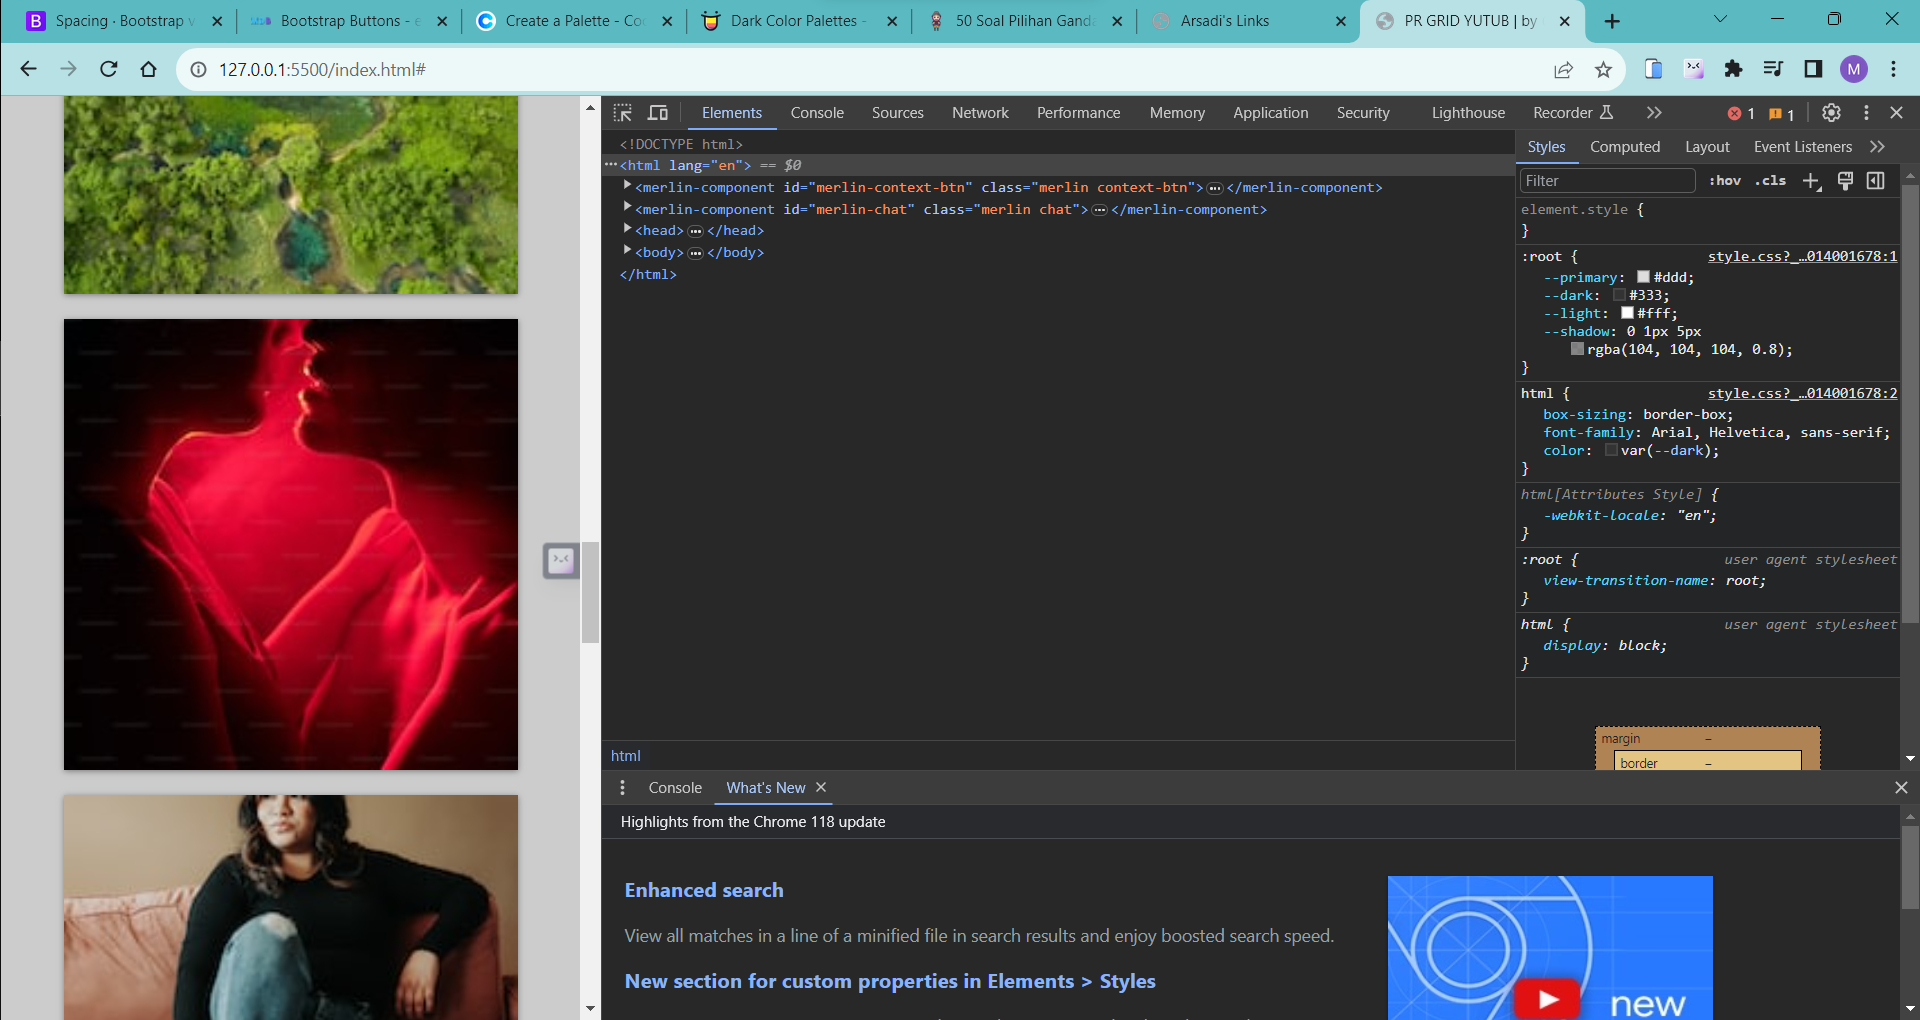 Spacing · Bootstrap v
Bootstrap Buttons - e
Create a Palette - Co
Dark Color Palettes -
50 Soal Pilihan Ganda
Arsadi's Links
PR GRID YUTUB | by
127.0.0.1:5500/index.html#
M
Elements
Console
Sources
Network
Performance
Memory
Application
Security
Lighthouse
Recorder
1
1
<!DOCTYPE html>
<html lang="en"> == $0
<merlin-component id="merlin-context-btn" class="merlin context-btn">…</merlin-component>
<merlin-component id="merlin-chat" class="merlin chat">…</merlin-component>
<head>…</head>
<body>…</body>
</html>
html
Styles
Computed
Layout
Event Listeners
Filter
:hov
.cls
element.style {
}
:root {
style.css?_…014001678:1
--primary: #ddd;
--dark: #333;
--light: #fff;
--shadow: 0 1px 5px
rgba(104, 104, 104, 0.8);
}
html {
style.css?_…014001678:2
box-sizing: border-box;
font-family: Arial, Helvetica, sans-serif;
color: var(--dark);
}
html[Attributes Style] {
-webkit-locale: "en";
}
:root {
user agent stylesheet
view-transition-name: root;
}
html {
user agent stylesheet
display: block;
}
margin –
border –
Console
What's New
Highlights from the Chrome 118 update
Enhanced search
View all matches in a line of a minified file in search results and enjoy boosted search speed.
New section for custom properties in Elements > Styles
new